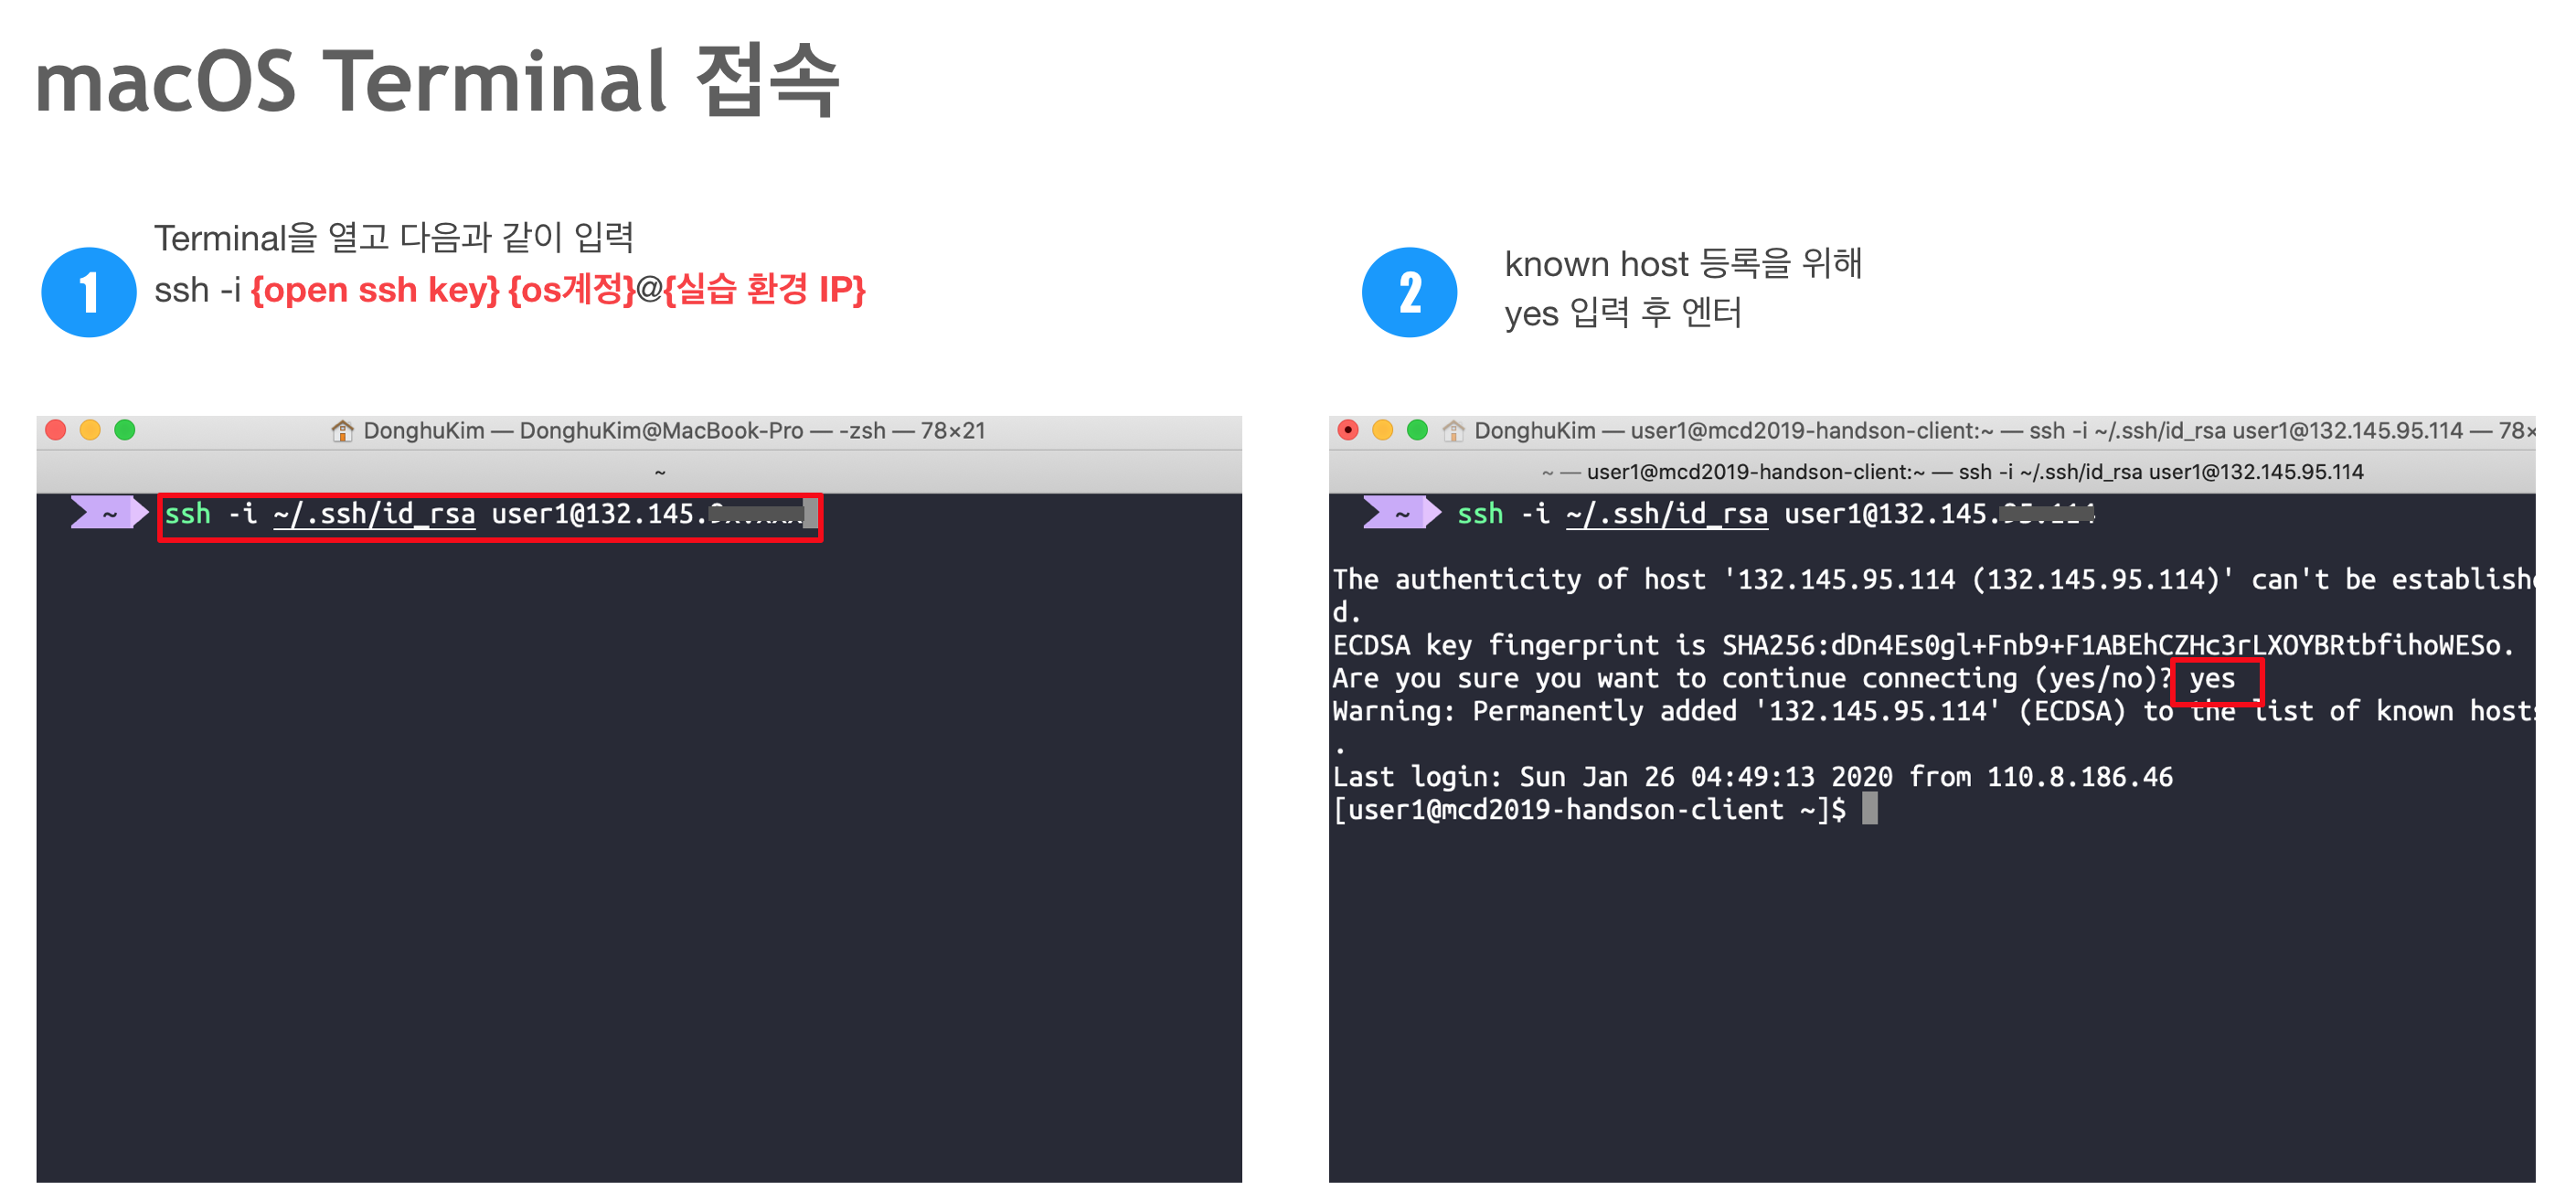 macOS Terminal 접속
1
Terminal을 열고 다음과 같이 입력
ssh -i {open ssh key} {os계정}@{실습 환경 IP}
2
known host 등록을 위해
yes 입력 후 엔터
DonghuKim — DonghuKim@MacBook-Pro — -zsh — 78×21
~
~ ssh -i ~/.ssh/id_rsa user1@132.145.
DonghuKim — user1@mcd2019-handson-client:~ — ssh -i ~/.ssh/id_rsa user1@132.145.95.114 — 78×
~ — user1@mcd2019-handson-client:~ — ssh -i ~/.ssh/id_rsa user1@132.145.95.114
~ ssh -i ~/.ssh/id_rsa user1@132.145.
The authenticity of host '132.145.95.114 (132.145.95.114)' can't be establishe
d.
ECDSA key fingerprint is SHA256:dDn4Es0gl+Fnb9+F1ABEhCZHc3rLXOYBRtbfihoWESo.
Are you sure you want to continue connecting (yes/no)? yes
Warning: Permanently added '132.145.95.114' (ECDSA) to the list of known hosts
.
Last login: Sun Jan 26 04:49:13 2020 from 110.8.186.46
[user1@mcd2019-handson-client ~]$